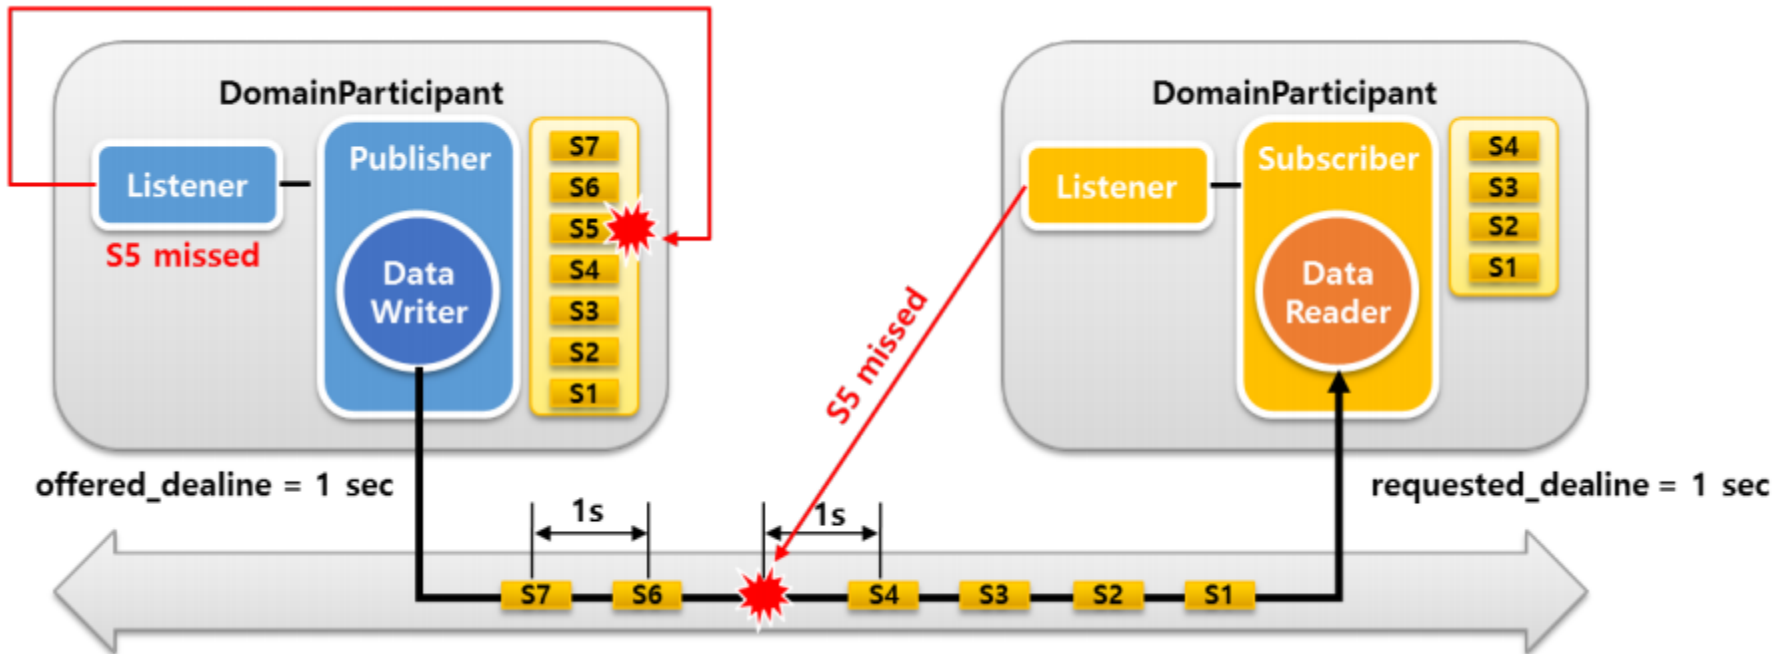 DomainParticipant
Listener
S5 missed
Publisher
Data
Writer
S7
S6
S5
S4
S3
S2
S1
offered_dealine = 1 sec
DomainParticipant
Listener
Subscriber
Data
Reader
S4
S3
S2
S1
S5 missed
requested_dealine = 1 sec
1s
1s
S7
S6
S4
S3
S2
S1